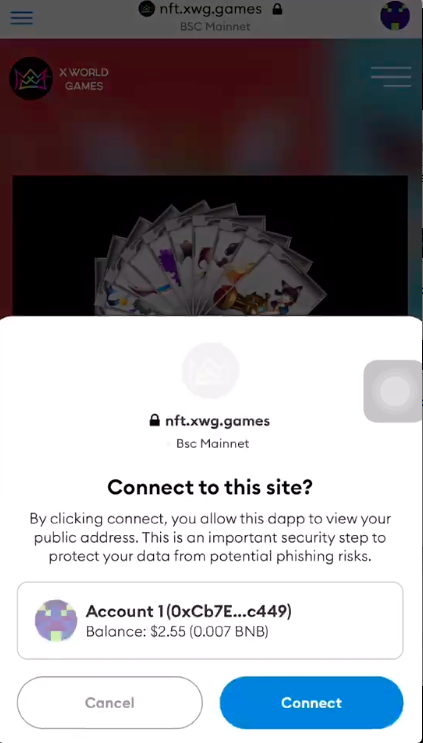 nft.xwg.games
BSC Mainnet
X WORLD
GAMES
nft.xwg.games
Bsc Mainnet
Connect to this site?
By clicking connect, you allow this dapp to view your
public address. This is an important security step to
protect your data from potential phishing risks.
Account 1 (0xCb7E...c449)
Balance: $2.55 (0.007 BNB)
Cancel
Connect